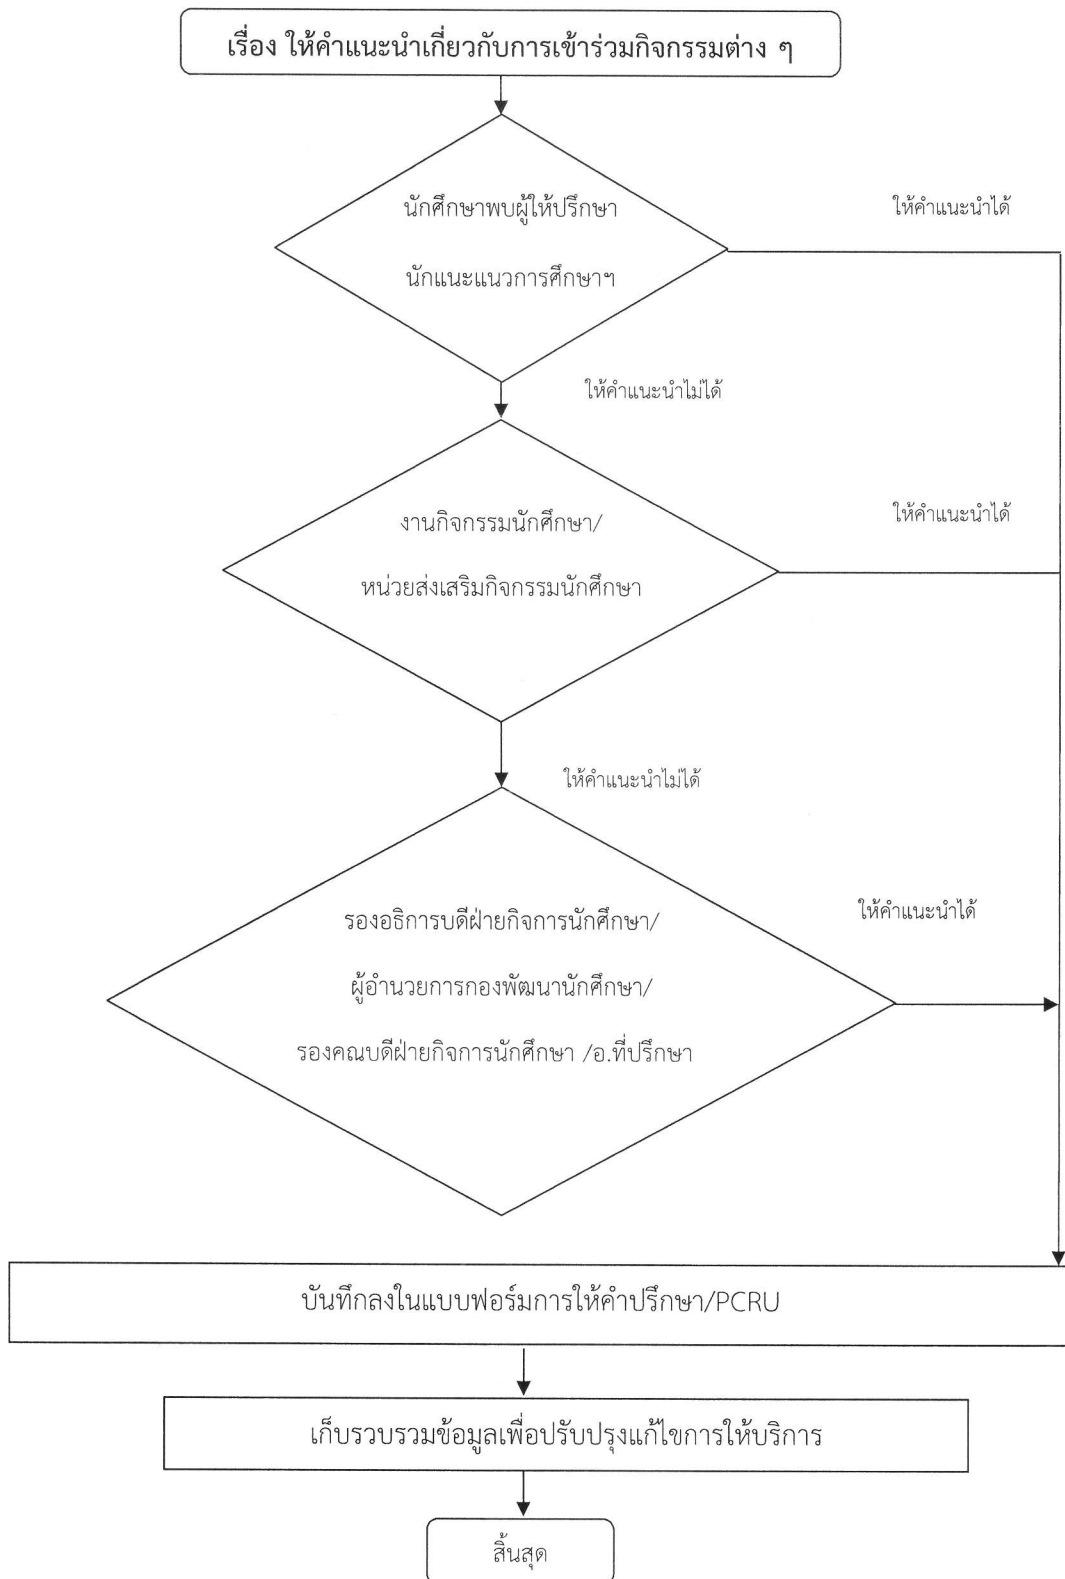 เรื่อง ให้คำแนะนำเกี่ยวกับการเข้าร่วมกิจกรรมต่าง ๆ
นักศึกษาพบผู้ให้ปรึกษา
นักแนะแนวการศึกษาฯ
ให้คำแนะนำได้
ให้คำแนะนำไม่ได้
งานกิจกรรมนักศึกษา/
หน่วยส่งเสริมกิจกรรมนักศึกษา
ให้คำแนะนำได้
ให้คำแนะนำไม่ได้
รองอธิการบดีฝ่ายกิจการนักศึกษา/
ผู้อำนวยการกองพัฒนานักศึกษา/
รองคณบดีฝ่ายกิจการนักศึกษา /อ.ที่ปรึกษา
ให้คำแนะนำได้
บันทึกลงในแบบฟอร์มการให้คำปรึกษา/PCRU
เก็บรวบรวมข้อมูลเพื่อปรับปรุงแก้ไขการให้บริการ
สิ้นสุด